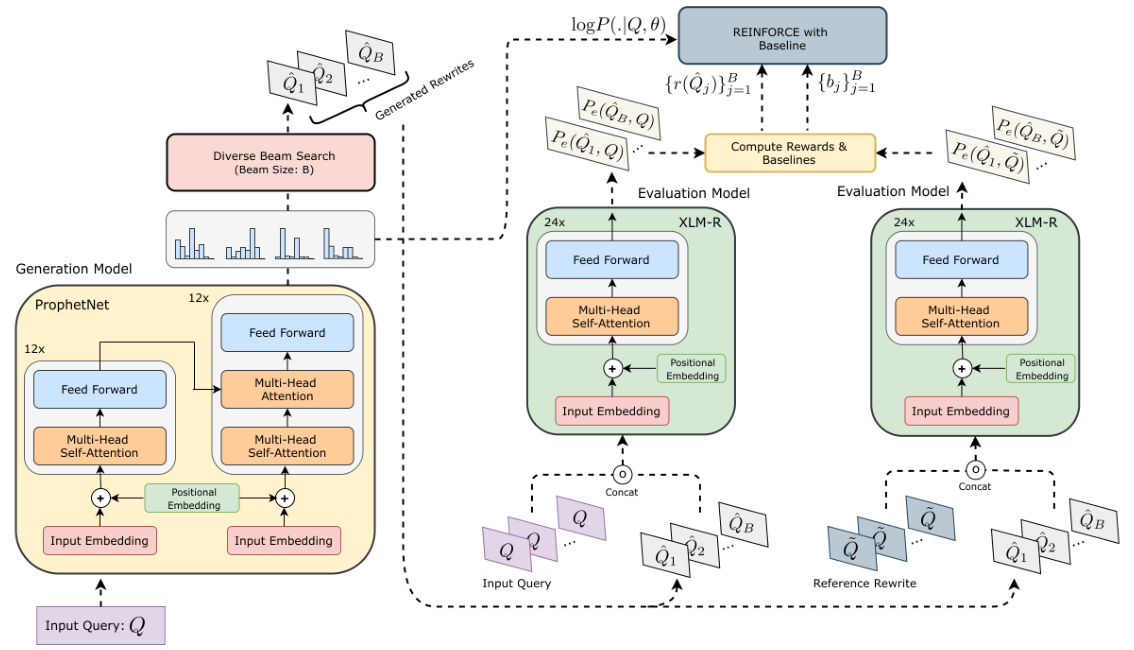 logP(.|Q, θ)
REINFORCE with
Baseline
{r(Q̂_j)}_{j=1}^B
{b_j}_{j=1}^B
Q̂_1
Q̂_2
...
Q̂_B
Generated Rewrites
Diverse Beam Search
(Beam Size: B)
P_e(Q̂_B, Q)
P_e(Q̂_1, Q)
...
Compute Rewards &
Baselines
P_e(Q̂_B, Q̃)
P_e(Q̂_1, Q̃)
...
Generation Model
ProphetNet
12x
Feed Forward
Multi-Head
Self-Attention
12x
Feed Forward
Multi-Head
Attention
Multi-Head
Self-Attention
+
Positional
Embedding
+
Input Embedding
Input Embedding
Input Query: Q
Evaluation Model
24x
XLM-R
Feed Forward
Multi-Head
Self-Attention
+
Positional
Embedding
Input Embedding
o
Concat
Q
Q
...
Q
Input Query
Q̂_1
Q̂_2
...
Q̂_B
Evaluation Model
24x
XLM-R
Feed Forward
Multi-Head
Self-Attention
+
Positional
Embedding
Input Embedding
o
Concat
Q̃
Q̃
...
Q̃
Reference Rewrite
Q̂_1
Q̂_2
...
Q̂_B